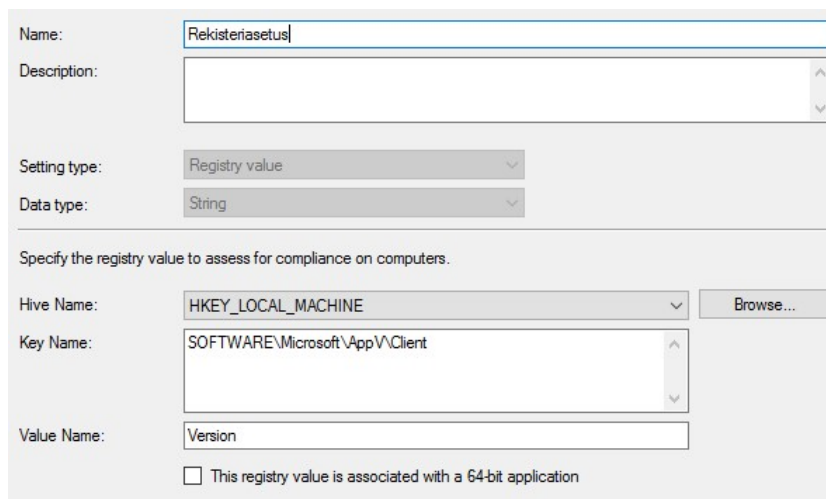 Name: Rekisteriasetus
Description:
Setting type: Registry value
Data type: String
Specify the registry value to assess for compliance on computers.
Hive Name: HKEY_LOCAL_MACHINE Browse...
Key Name: SOFTWARE\Microsoft\AppV\Client
Value Name: Version
This registry value is associated with a 64-bit application